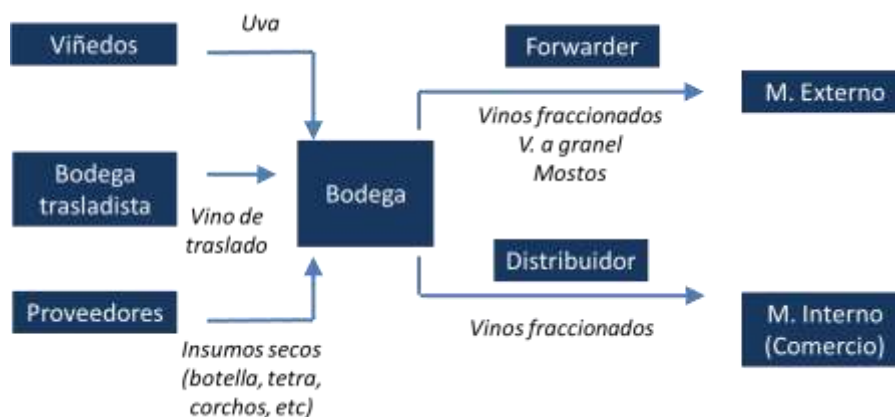 Viñedos
Uva
Bodega
trasladista
Vino de
traslado
Proveedores
Insumos secos
(botella, tetra,
corchos, etc)
Bodega
Forwarder
Vinos fraccionados
V. a granel
Mostos
M. Externo
Distribuidor
Vinos fraccionados
M. Interno
(Comercio)